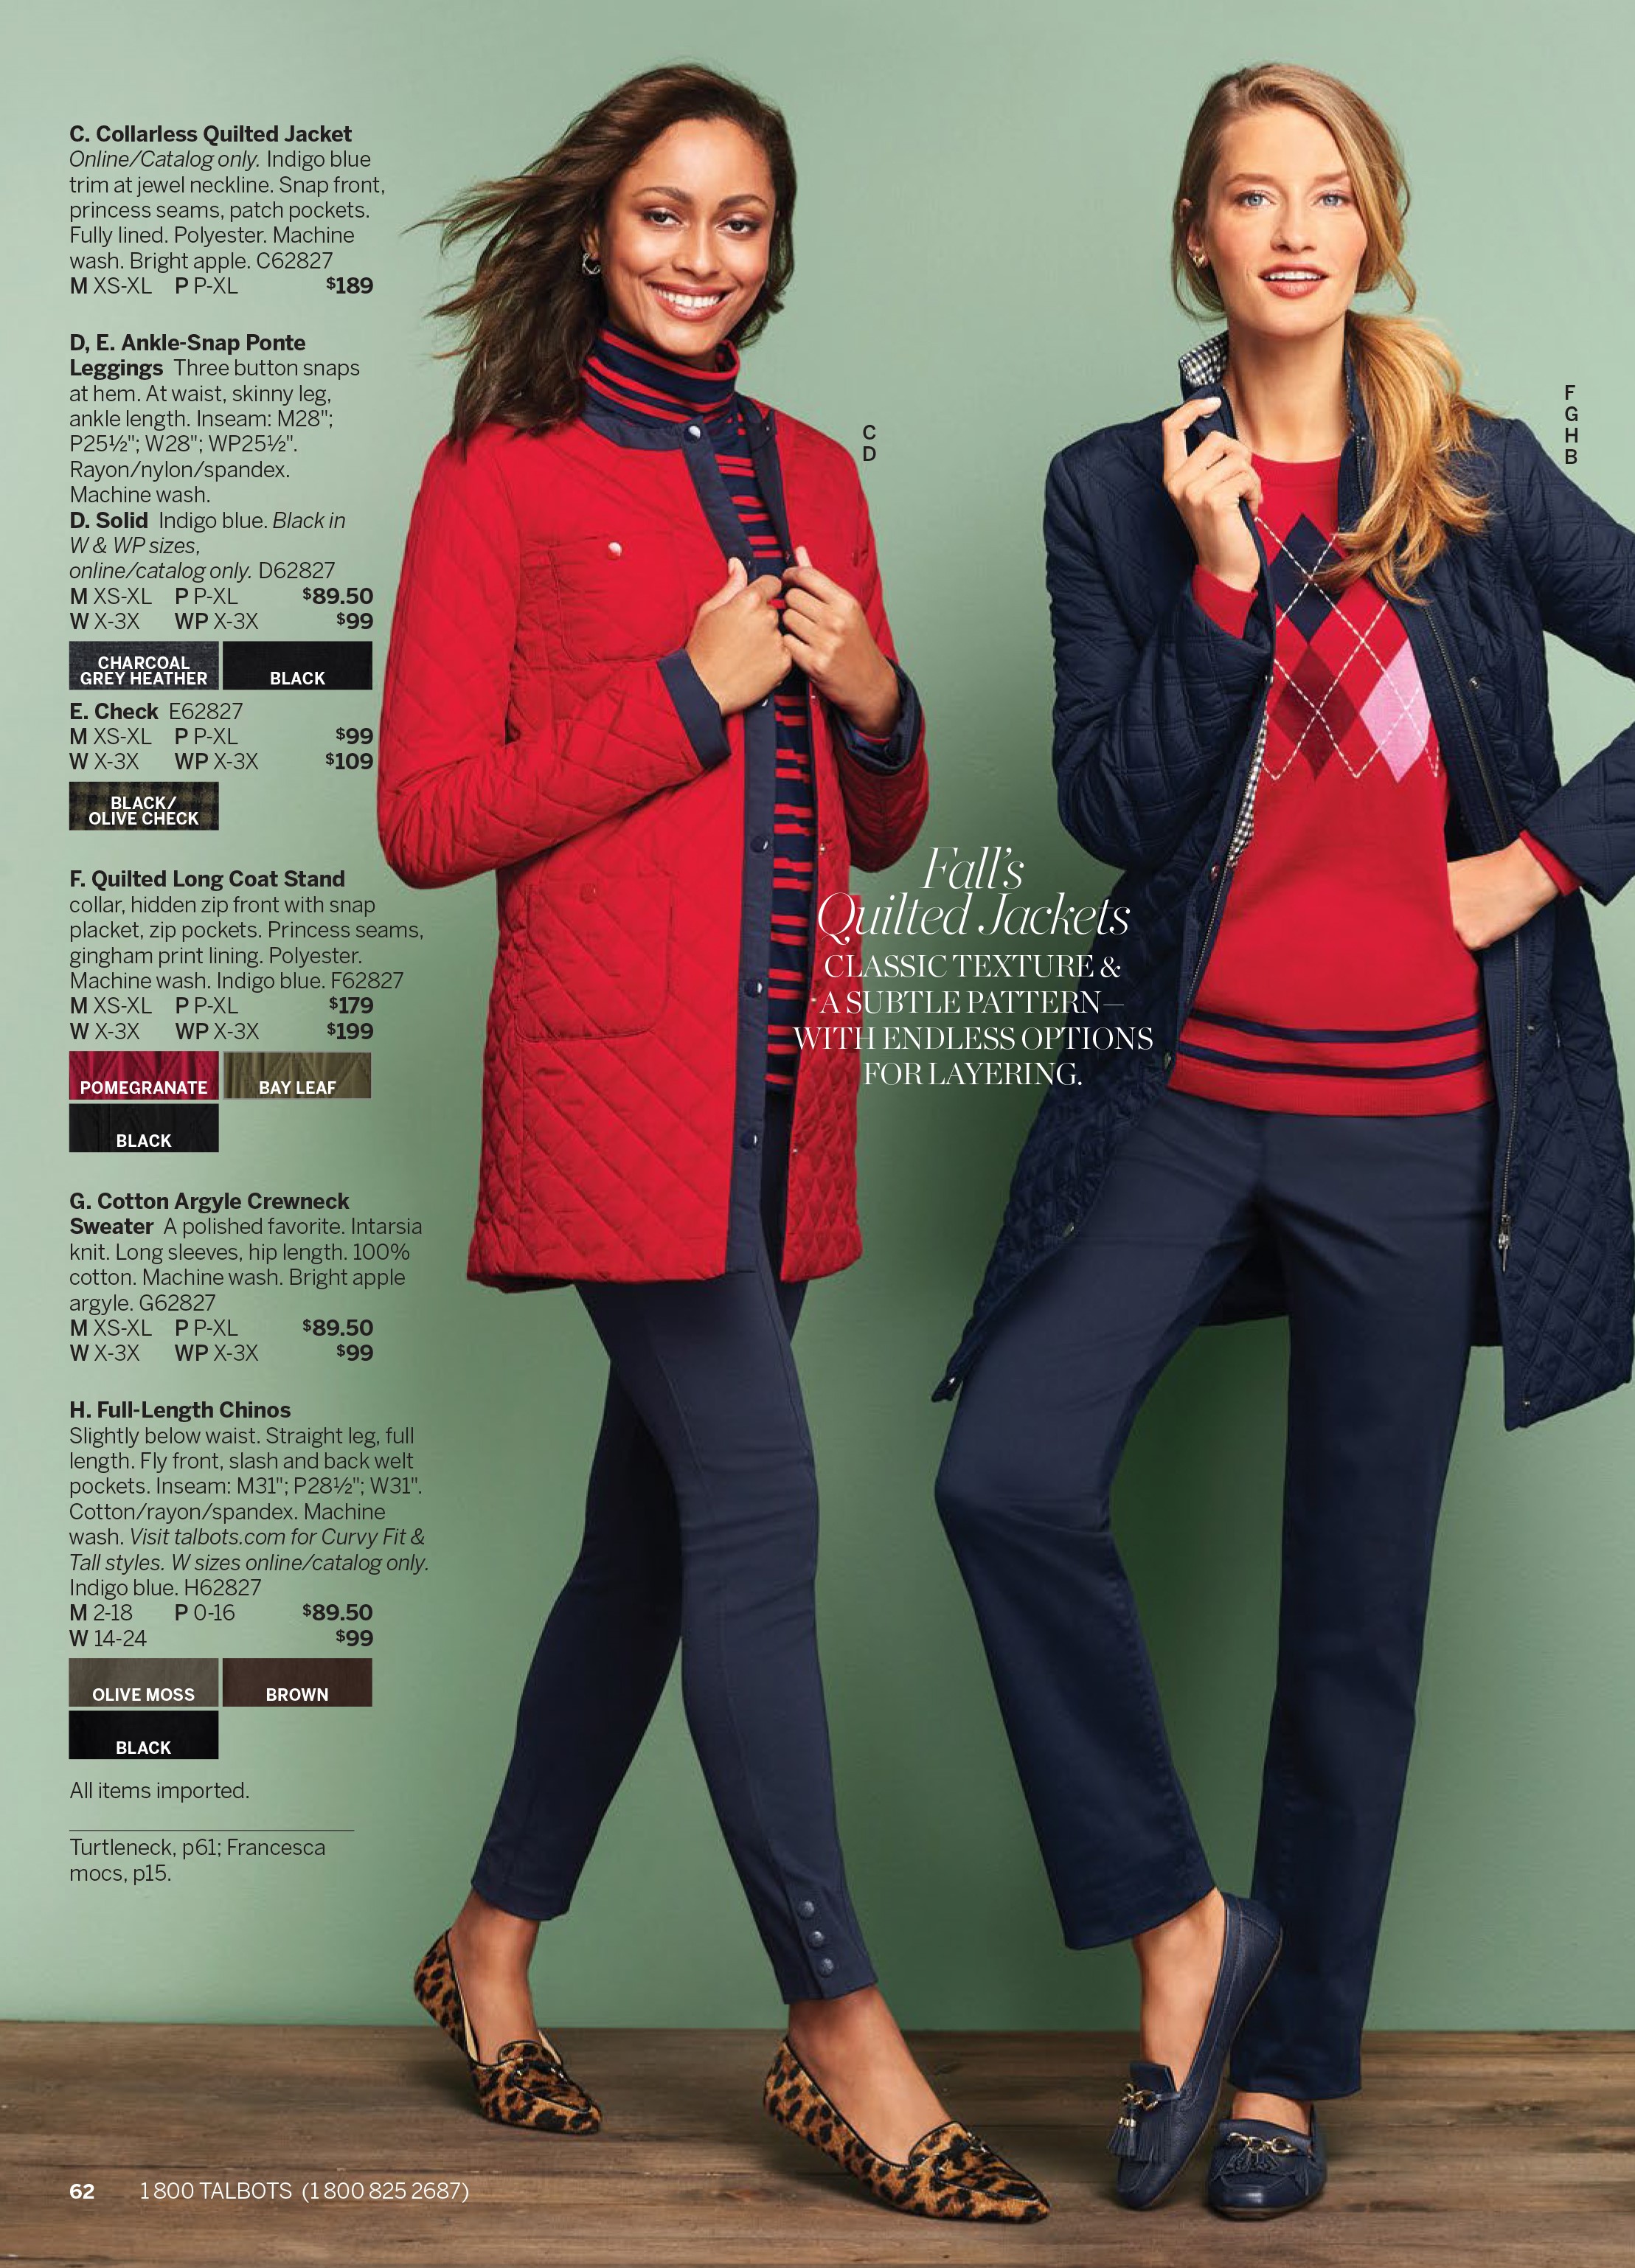 C. Collarless Quilted Jacket
Online/Catalog only. Indigo blue
trim at jewel neckline. Snap front,
princess seams, patch pockets.
Fully lined. Polyester. Machine
wash. Bright apple. C62827
M XS-XL P P-XL $189
D, E. Ankle-Snap Ponte
Leggings Three button snaps
at hem. At waist, skinny leg,
ankle length. Inseam: M28";
P25½"; W28"; WP25½".
Rayon/nylon/spandex.
Machine wash.
D. Solid Indigo blue. Black in
W & WP sizes,
online/catalog only. D62827
M XS-XL P P-XL $89.50
W X-3X WP X-3X $99
CHARCOAL
GREY HEATHER
BLACK
E. Check E62827
M XS-XL P P-XL $99
W X-3X WP X-3X $109
BLACK/
OLIVE CHECK
F. Quilted Long Coat Stand
collar, hidden zip front with snap
placket, zip pockets. Princess seams,
gingham print lining. Polyester.
Machine wash. Indigo blue. F62827
M XS-XL P P-XL $179
W X-3X WP X-3X $199
POMEGRANATE
BAY LEAF
BLACK
G. Cotton Argyle Crewneck
Sweater A polished favorite. Intarsia
knit. Long sleeves, hip length. 100%
cotton. Machine wash. Bright apple
argyle. G62827
M XS-XL P P-XL $89.50
W X-3X WP X-3X $99
H. Full-Length Chinos
Slightly below waist. Straight leg, full
length. Fly front, slash and back welt
pockets. Inseam: M31"; P28½"; W31".
Cotton/rayon/spandex. Machine
wash. Visit talbots.com for Curvy Fit &
Tall styles. W sizes online/catalog only.
Indigo blue. H62827
M 2-18 P 0-16 $89.50
W 14-24 $99
OLIVE MOSS
BROWN
BLACK
All items imported.
Turtleneck, p61; Francesca
mocs, p15.
C
D
F
G
H
B
Fall's
Quilted Jackets
CLASSIC TEXTURE &
A SUBTLE PATTERN—
WITH ENDLESS OPTIONS
FOR LAYERING.
62 1 800 TALBOTS (1 800 825 2687)